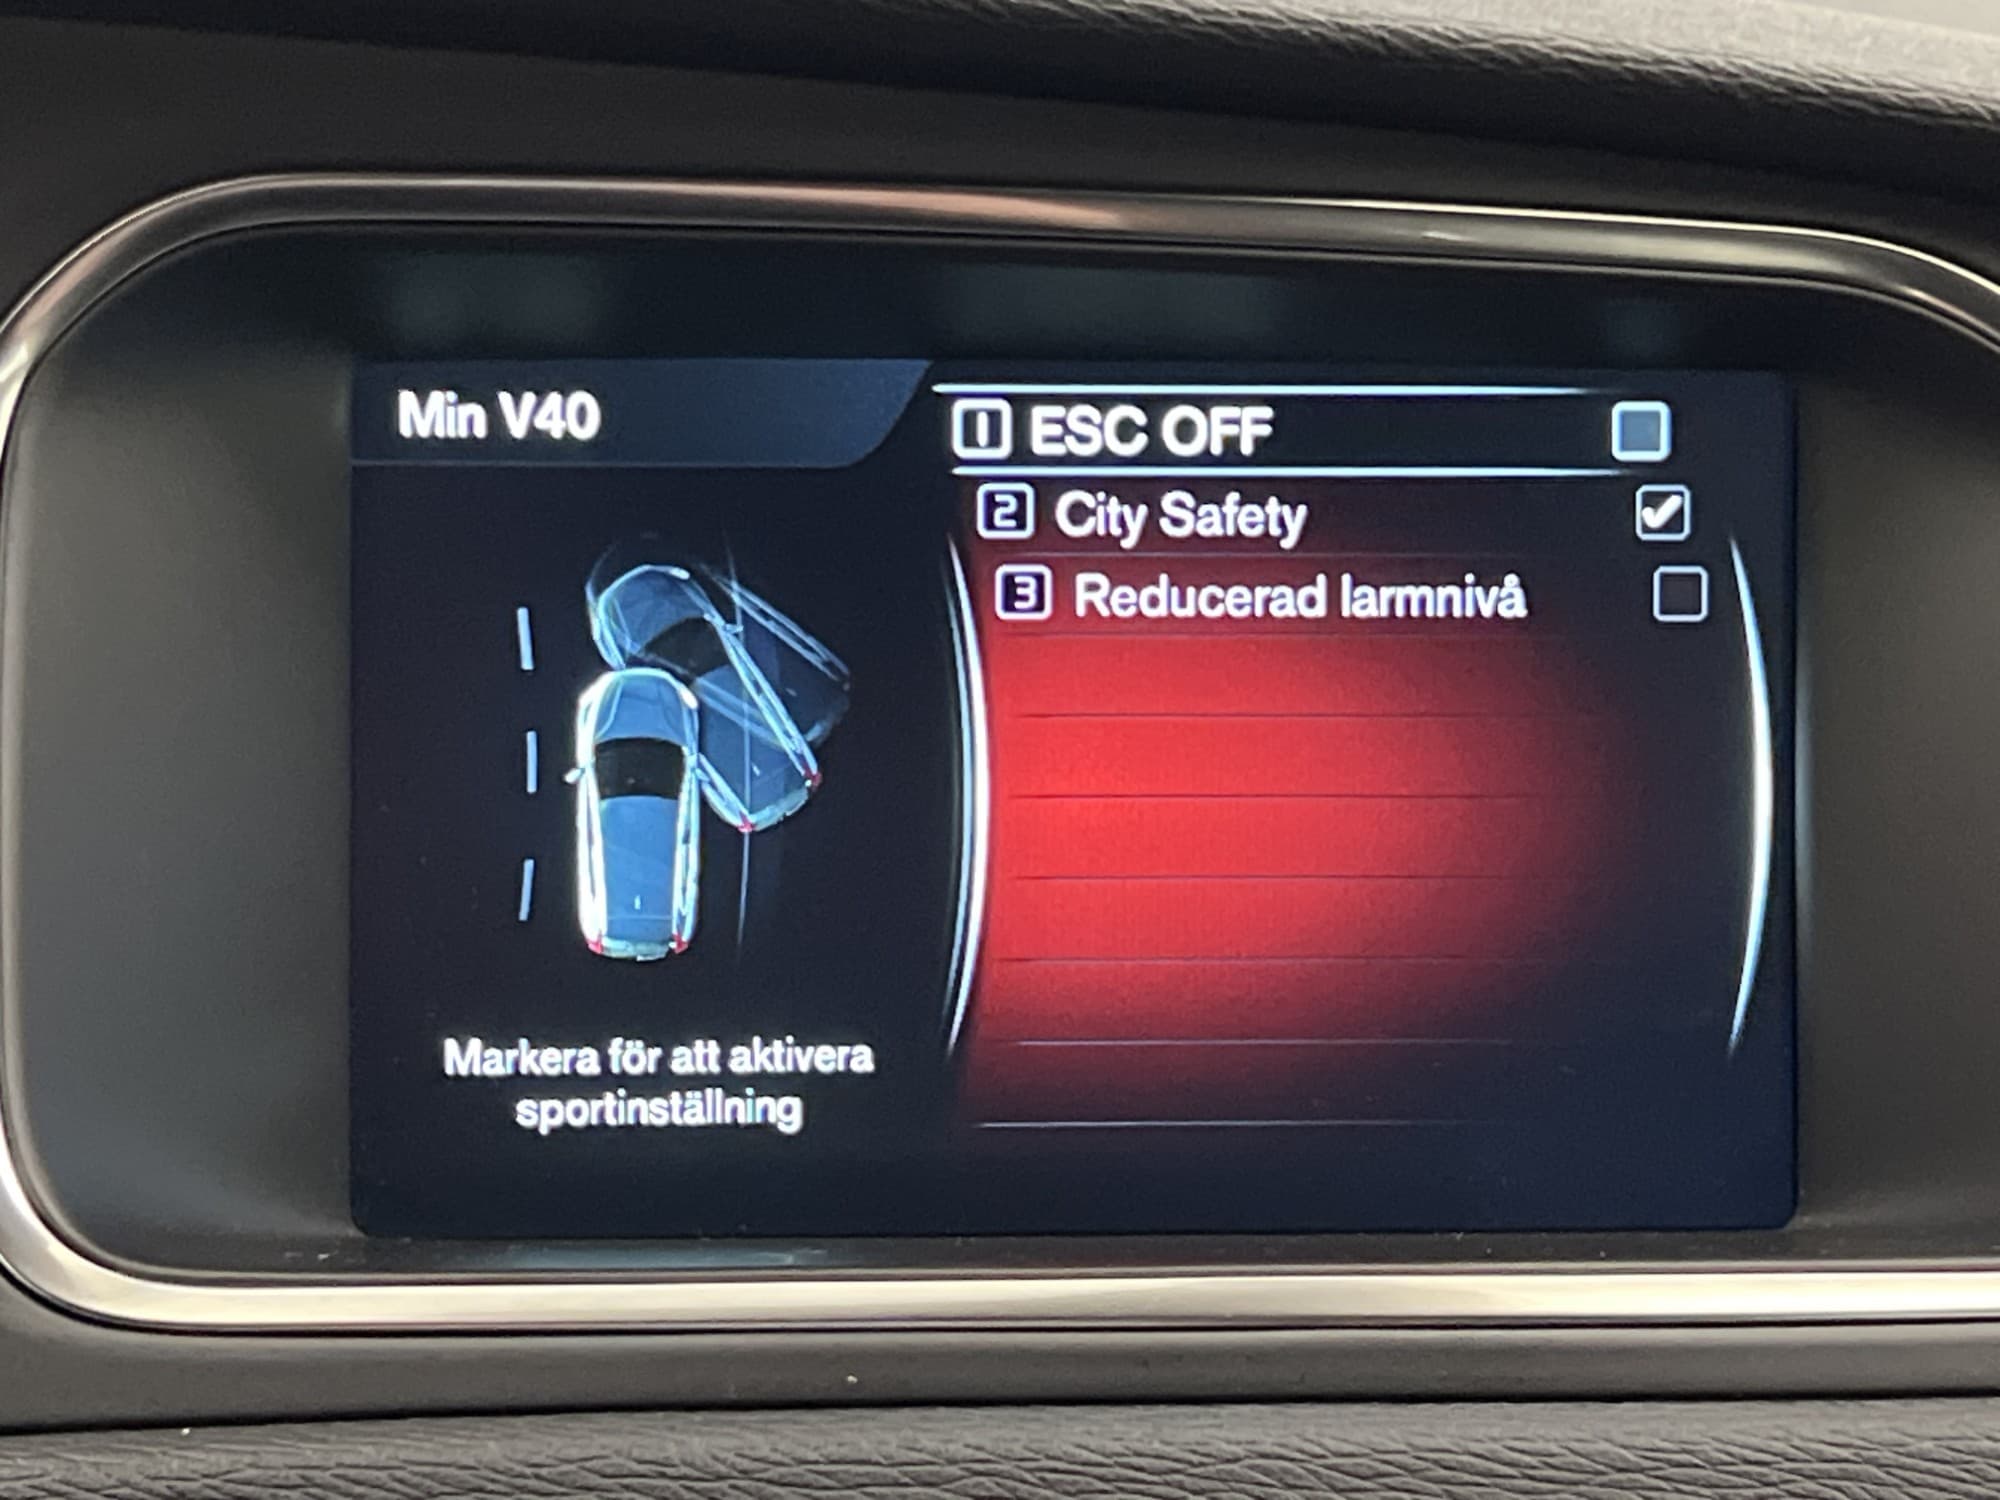 Min V40
1 ESC OFF
2 City Safety
3 Reducerad larmnivå
Markera för att aktivera
sportinställning